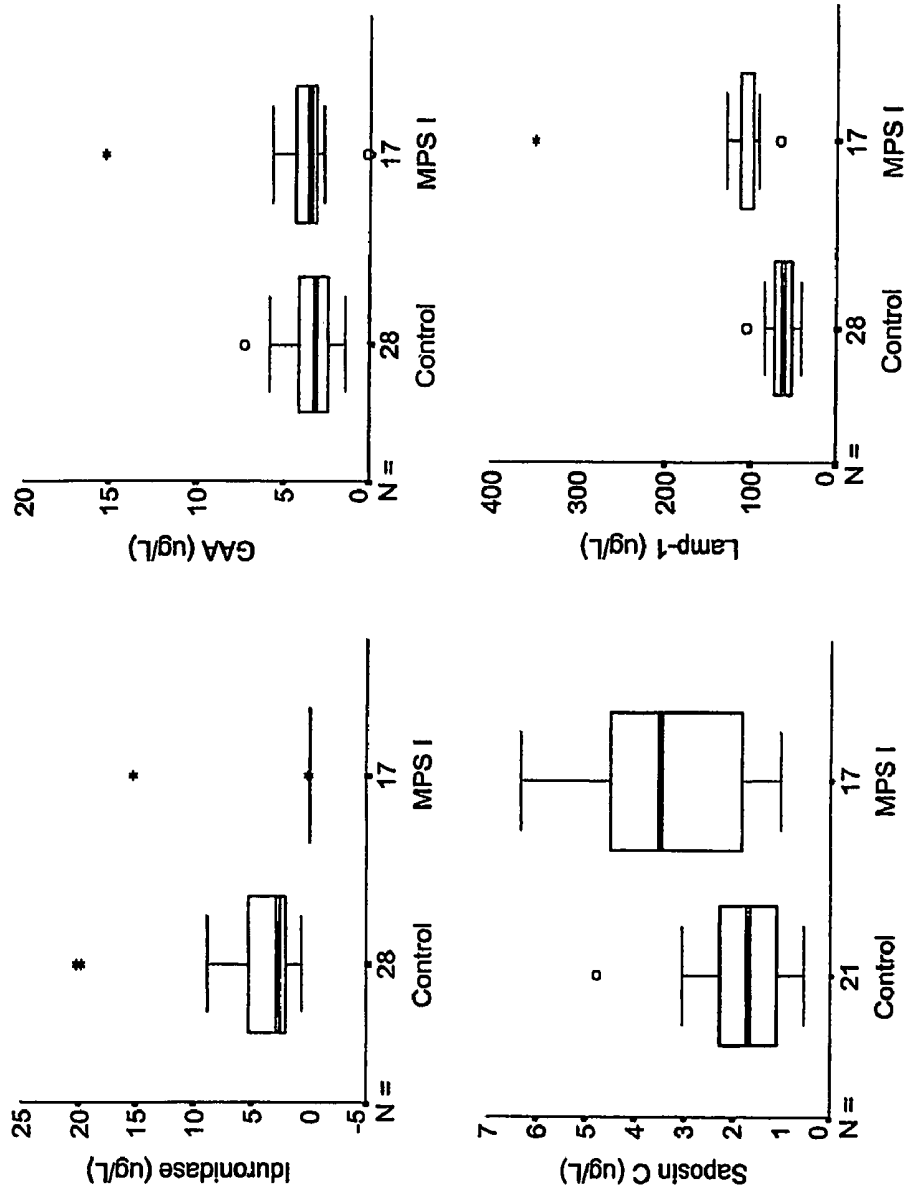 Iduronidase (ug/L)
25
20
15
10
5
0
-5
N =
28
17
Control
MPS I
GAA (ug/L)
20
15
10
5
0
N =
28
17
Control
MPS I
Saposin C (ug/L)
7
6
5
4
3
2
1
0
N =
21
17
Control
MPS I
Lamp-1 (ug/L)
400
300
200
100
0
N =
28
17
Control
MPS I